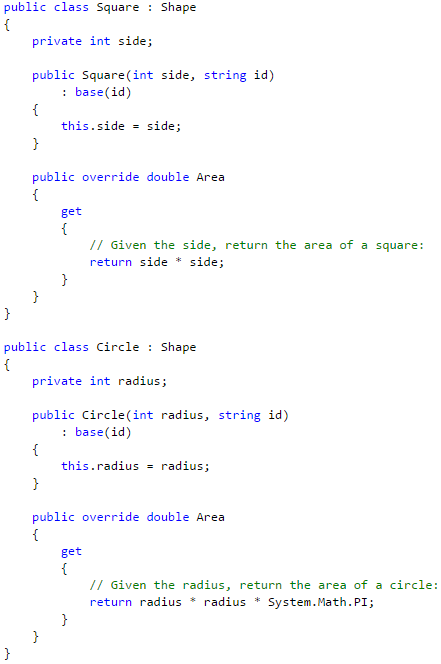 public class Square : Shape
{
    private int side;

    public Square(int side, string id)
        : base(id)
    {
        this.side = side;
    }

    public override double Area
    {
        get
        {
            // Given the side, return the area of a square:
            return side * side;
        }
    }
}

public class Circle : Shape
{
    private int radius;

    public Circle(int radius, string id)
        : base(id)
    {
        this.radius = radius;
    }

    public override double Area
    {
        get
        {
            // Given the radius, return the area of a circle:
            return radius * radius * System.Math.PI;
        }
    }
}